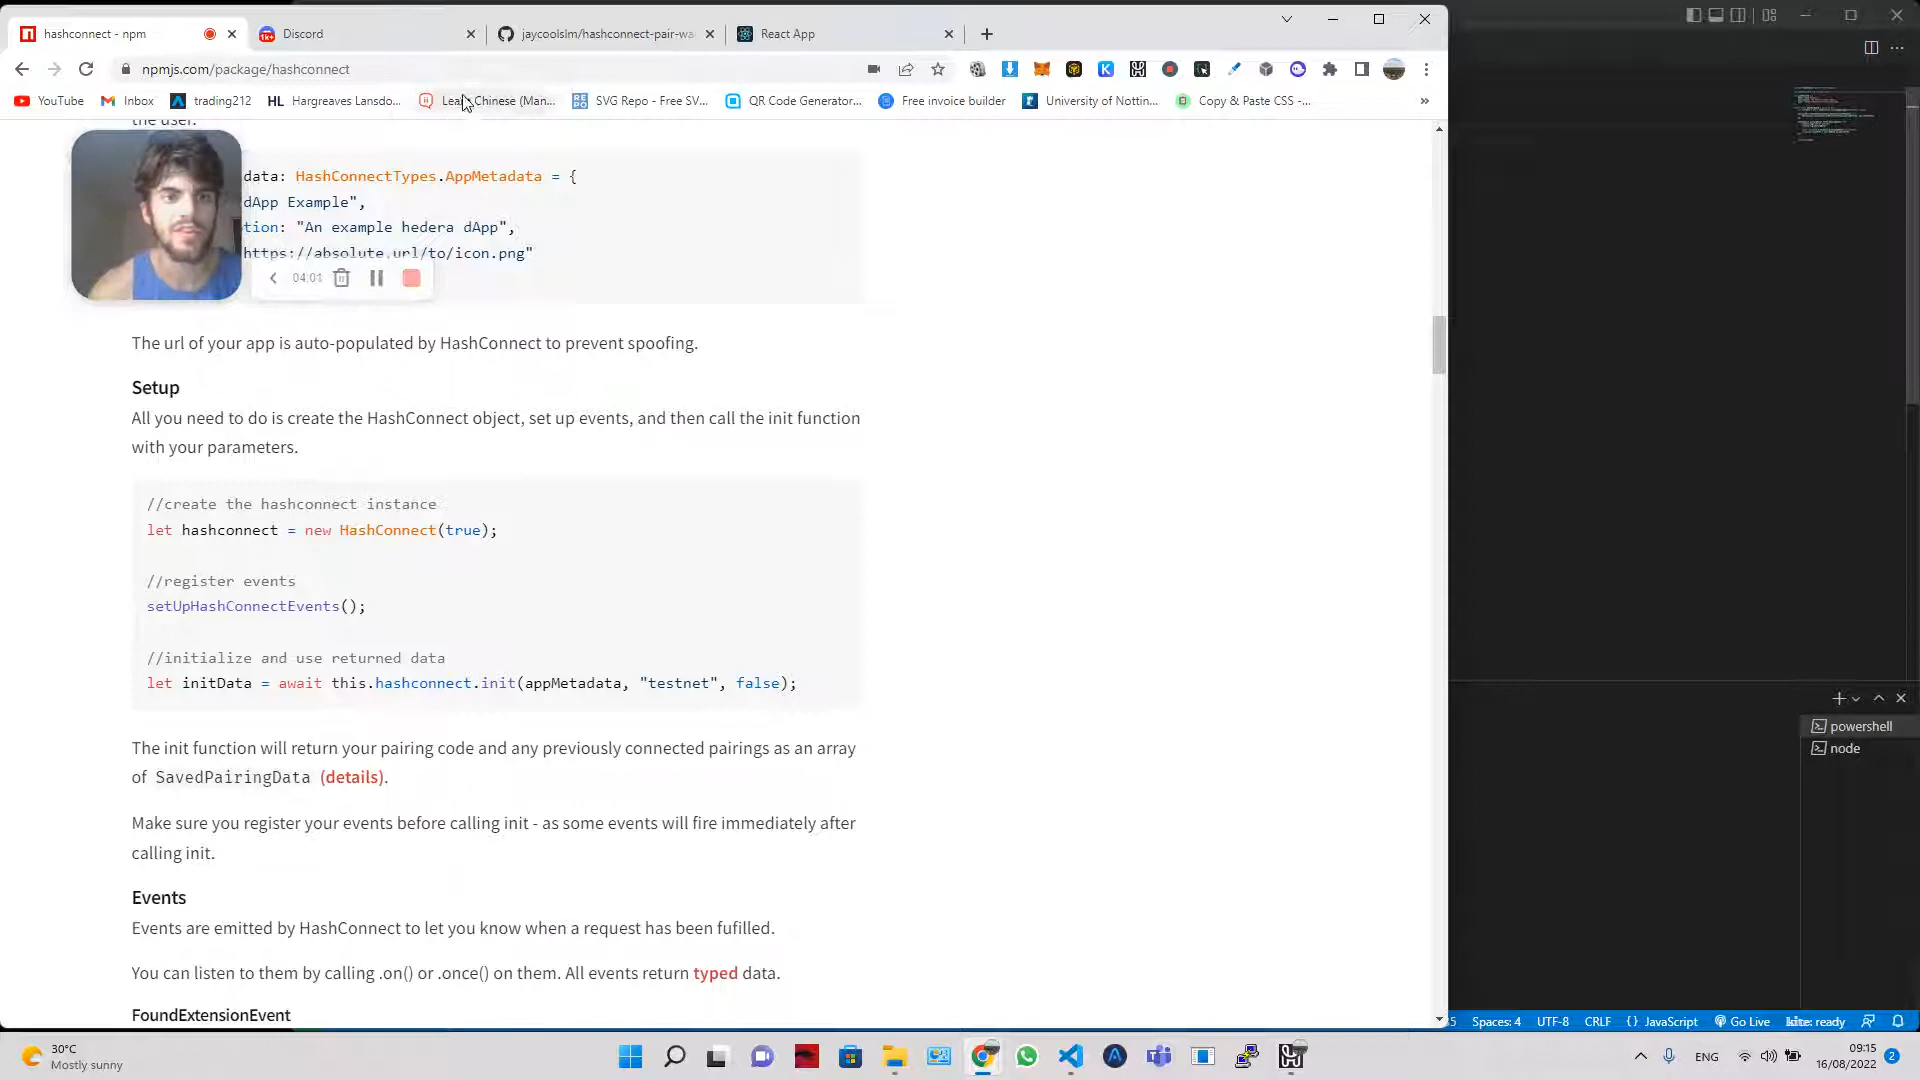 hashconnect - npm
Discord
jaycoolslm/hashconnect-pair-wa
React App
npmjs.com/package/hashconnect
YouTube
Inbox
trading212
HL Hargreaves Lansdo...
Learn Chinese (Man...
SVG Repo - Free SV...
QR Code Generator...
Free invoice builder
University of Nottin...
Copy & Paste CSS -...
»
the user.
data: HashConnectTypes.AppMetadata = {
dApp Example",
tion: "An example hedera dApp",
https://absolute.url/to/icon.png"
04:01
The url of your app is auto-populated by HashConnect to prevent spoofing.
Setup
All you need to do is create the HashConnect object, set up events, and then call the init function
with your parameters.
//create the hashconnect instance
let hashconnect = new HashConnect(true);
//register events
setUpHashConnectEvents();
//initialize and use returned data
let initData = await this.hashconnect.init(appMetadata, "testnet", false);
The init function will return your pairing code and any previously connected pairings as an array
of SavedPairingData (details).
Make sure you register your events before calling init - as some events will fire immediately after
calling init.
Events
Events are emitted by HashConnect to let you know when a request has been fufilled.
You can listen to them by calling .on() or .once() on them. All events return typed data.
FoundExtensionEvent
powershell
node
Spaces: 4
UTF-8
CRLF
{ } JavaScript
Go Live
kite: ready
30°C
Mostly sunny
ENG
09:15
16/08/2022
2